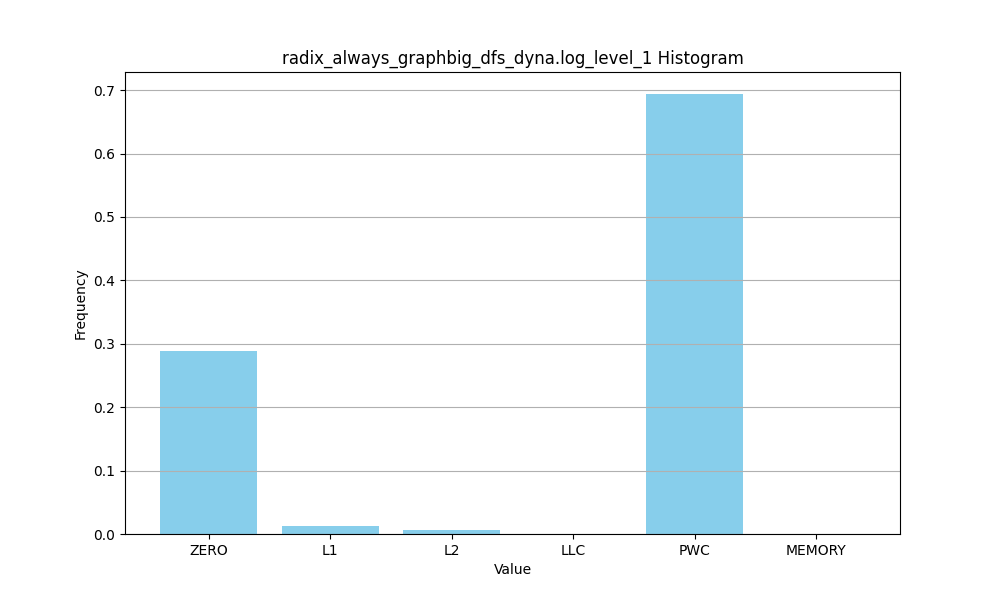 radix_always_graphbig_dfs_dyna.log_level_1 Histogram
Frequency
0.7
0.6
0.5
0.4
0.3
0.2
0.1
0.0
ZERO L1 L2 LLC PWC MEMORY
Value